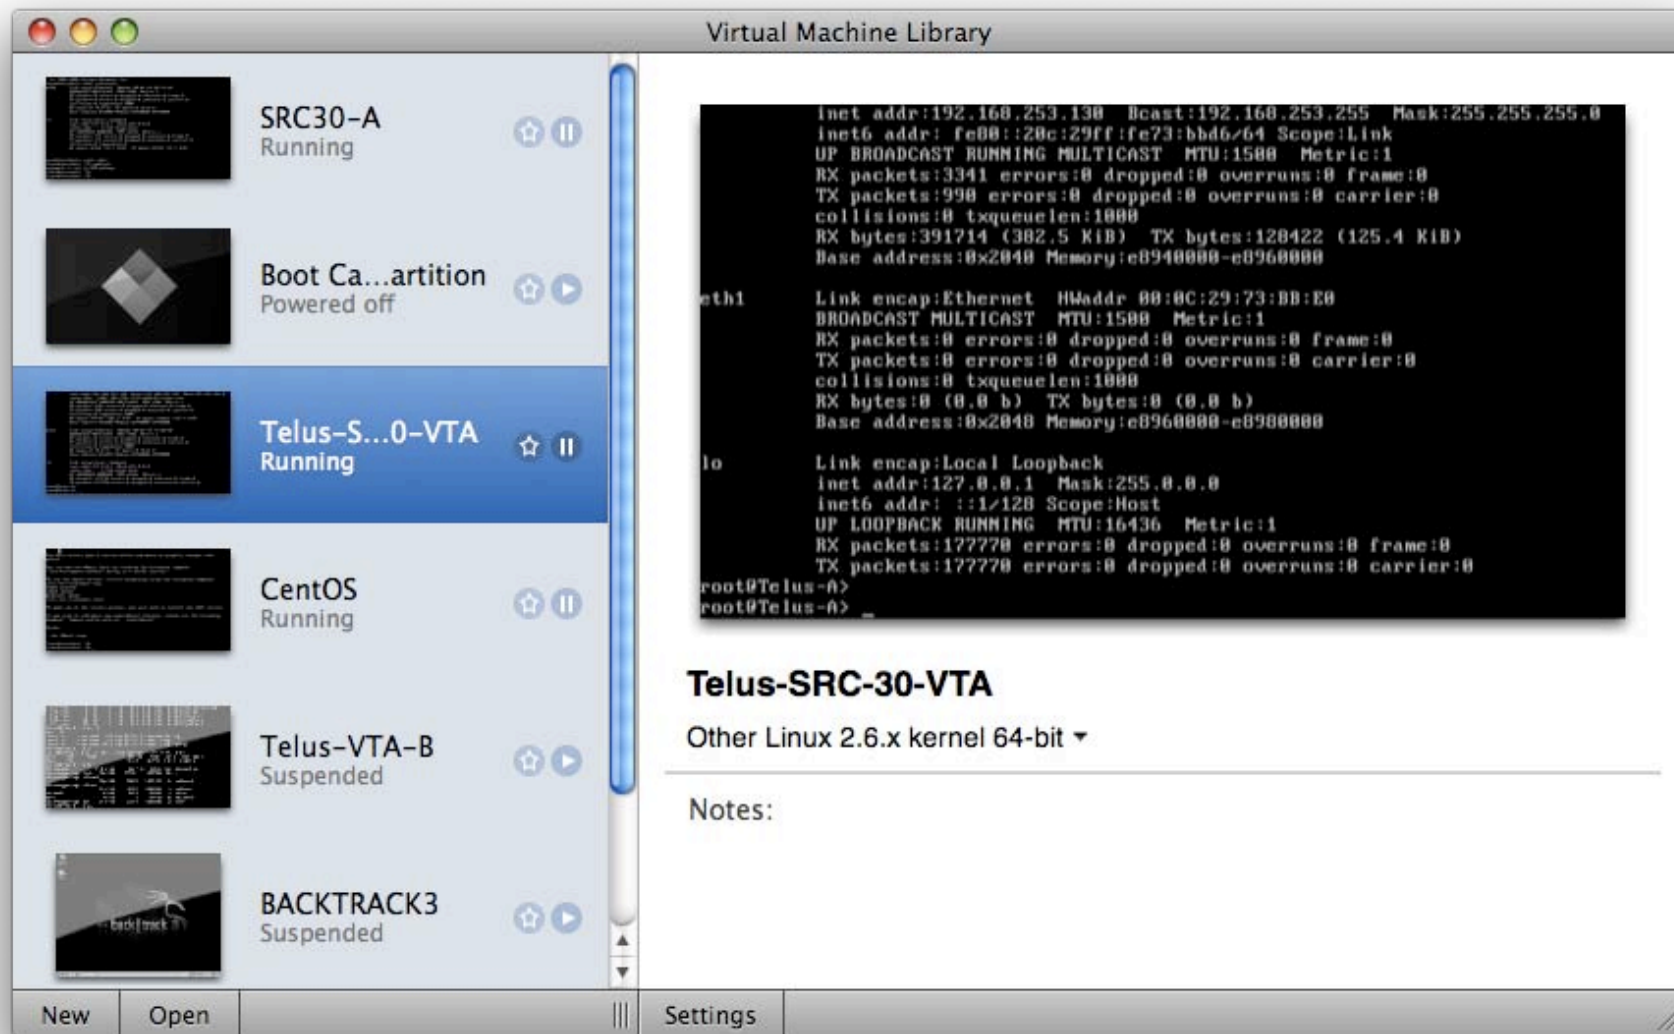 Virtual Machine Library
SRC30-A
Running
Boot Ca...artition
Powered off
Telus-S...0-VTA
Running
CentOS
Running
Telus-VTA-B
Suspended
back|track 3
BACKTRACK3
Suspended
New
Open
inet addr:192.168.253.130 Bcast:192.168.253.255 Mask:255.255.255.0
inet6 addr: fe80::20c:29ff:fe73:bbd6/64 Scope:Link
UP BROADCAST RUNNING MULTICAST MTU:1500 Metric:1
RX packets:3341 errors:0 dropped:0 overruns:0 frame:0
TX packets:990 errors:0 dropped:0 overruns:0 carrier:0
collisions:0 txqueuelen:1000
RX bytes:391714 (382.5 KiB) TX bytes:128422 (125.4 KiB)
Base address:0x2040 Memory:e8940000-e8960000
eth1 Link encap:Ethernet HWaddr 00:0C:29:73:BB:E0
BROADCAST MULTICAST MTU:1500 Metric:1
RX packets:0 errors:0 dropped:0 overruns:0 frame:0
TX packets:0 errors:0 dropped:0 overruns:0 carrier:0
collisions:0 txqueuelen:1000
RX bytes:0 (0.0 b) TX bytes:0 (0.0 b)
Base address:0x2048 Memory:e8960000-e8980000
lo Link encap:Local Loopback
inet addr:127.0.0.1 Mask:255.0.0.0
inet6 addr: ::1/128 Scope:Host
UP LOOPBACK RUNNING MTU:16436 Metric:1
RX packets:177770 errors:0 dropped:0 overruns:0 frame:0
TX packets:177770 errors:0 dropped:0 overruns:0 carrier:0
root@Telus-A>
root@Telus-A> _
Telus-SRC-30-VTA
Other Linux 2.6.x kernel 64-bit
Notes:
Settings